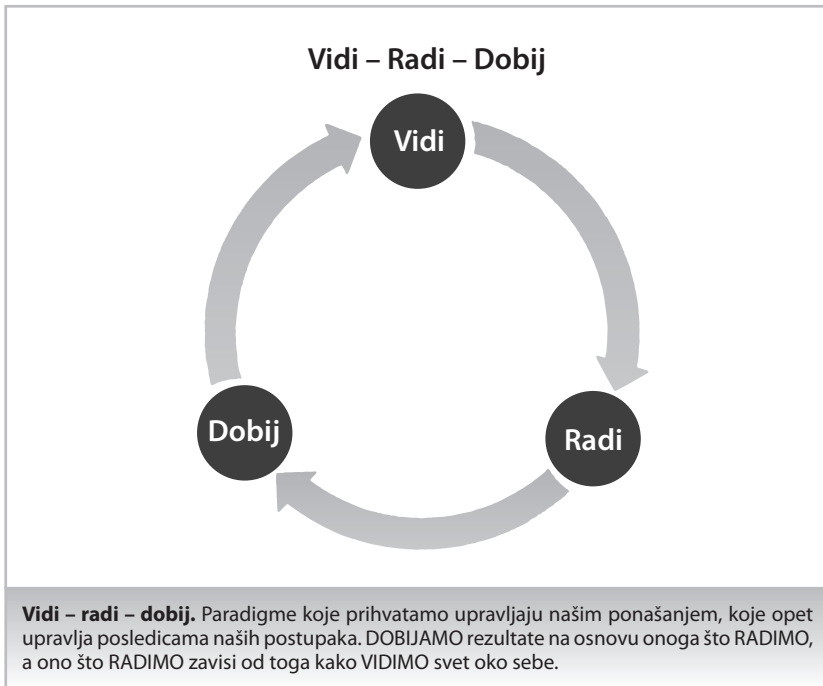 Vidi – Radi – Dobij
Vidi
Dobij
Radi
Vidi – radi – dobij. Paradigme koje prihvatamo upravljaju našim ponašanjem, koje opet
upravlja posledicama naših postupaka. DOBIJAMO rezultate na osnovu onoga što RADIMO,
a ono što RADIMO zavisi od toga kako VIDIMO svet oko sebe.